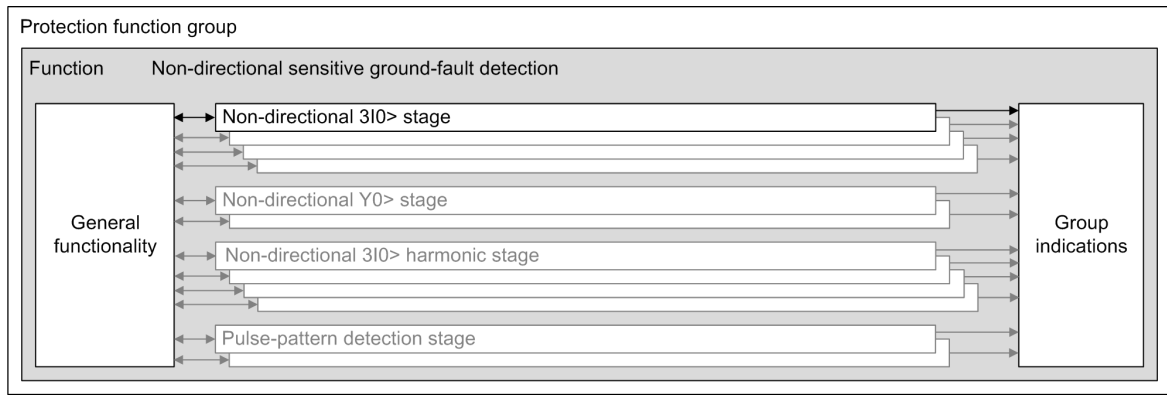 Protection function group
Function Non-directional sensitive ground-fault detection
Non-directional 3I0> stage
Non-directional Y0> stage
General
functionality
Group
indications
Non-directional 3I0> harmonic stage
Pulse-pattern detection stage